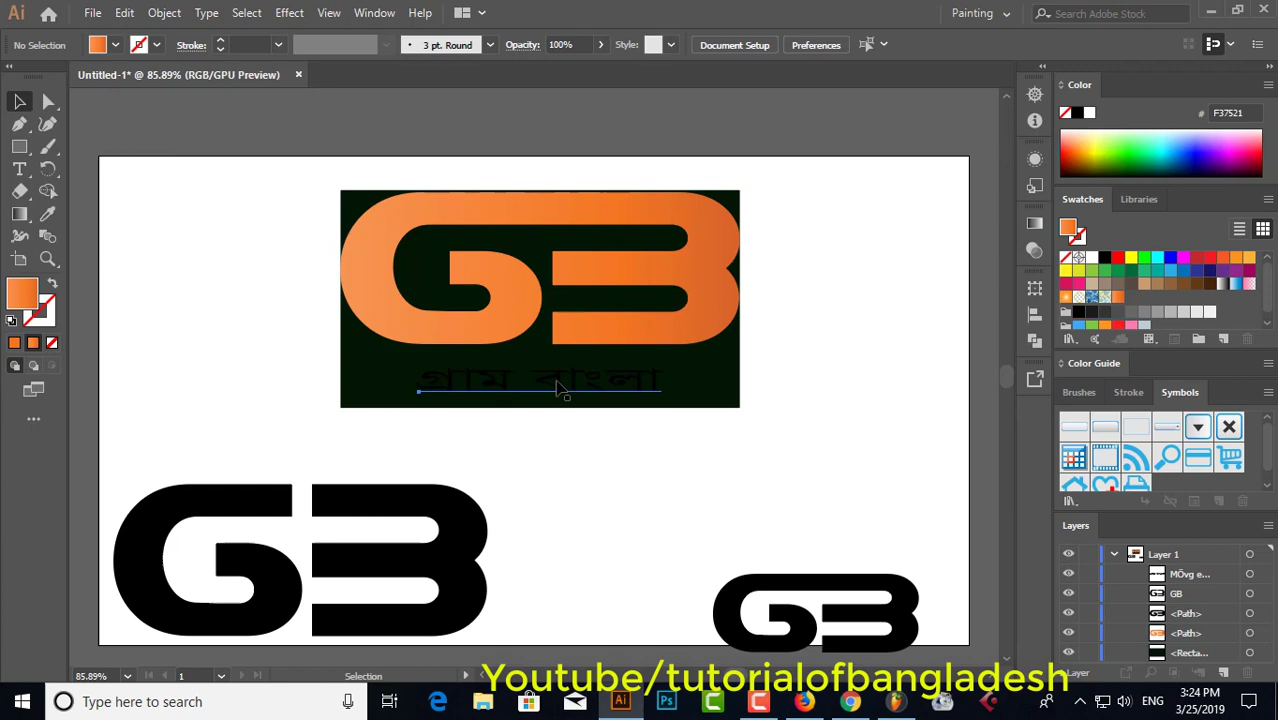 File Edit Object Type Select Effect View Window Help
Painting
Search Adobe Stock
No Selection
Stroke:
3 pt. Round
Opacity: 100%
Style:
Document Setup
Preferences
Untitled-1* @ 85.89% (RGB/GPU Preview)
Color
# F37521
Swatches Libraries
Color Guide
Brushes Stroke Symbols
Layers
Layer 1
MÖvg e...
GB
<Path>
<Path>
<Recta...
GB
গ্রাম বাংলা
GB
GB
85.89%
1
Selection
Layer
Youtube/tutorialofbangladesh
Type here to search
ENG
3:24 PM
3/25/2019